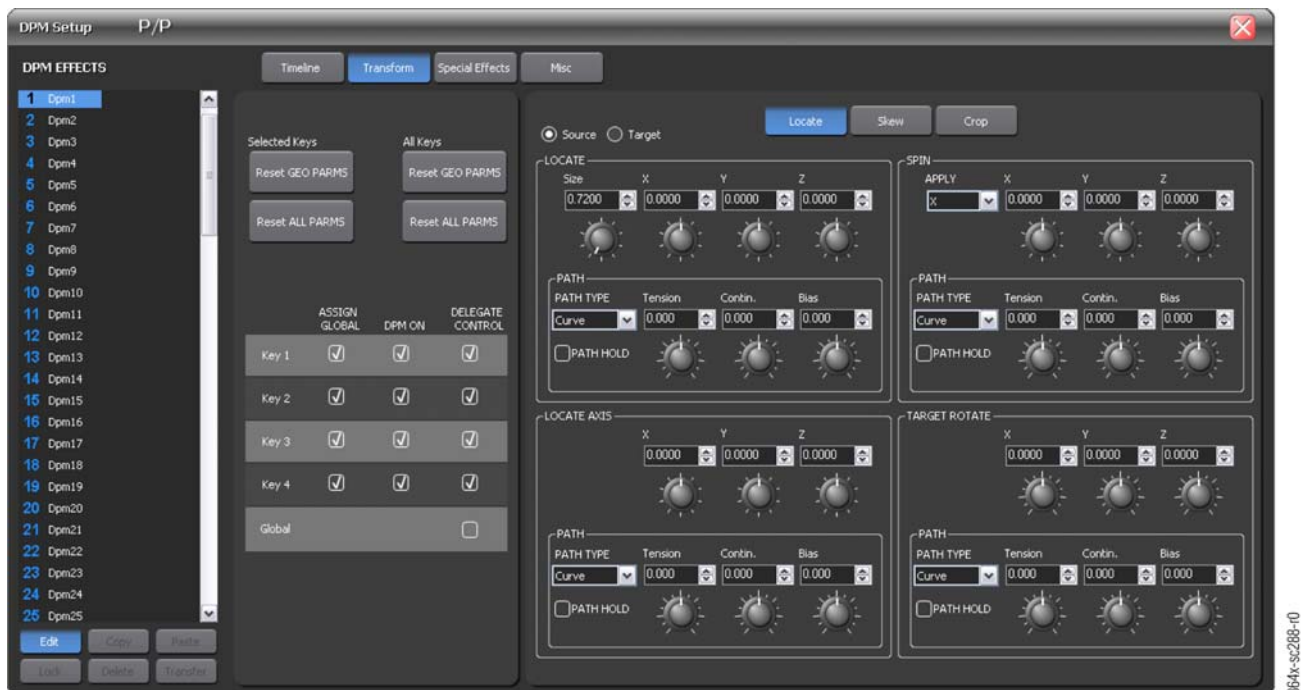 DPM Setup P/P
DPM EFFECTS
Timeline Transform Special Effects Misc
1 Dpm1
2 Dpm2
3 Dpm3
4 Dpm4
5 Dpm5
6 Dpm6
7 Dpm7
8 Dpm8
9 Dpm9
10 Dpm10
11 Dpm11
12 Dpm12
13 Dpm13
14 Dpm14
15 Dpm15
16 Dpm16
17 Dpm17
18 Dpm18
19 Dpm19
20 Dpm20
21 Dpm21
22 Dpm22
23 Dpm23
24 Dpm24
25 Dpm25
Edit Copy Paste
Lock Delete Transfer
Selected Keys All Keys
Reset GEO PARMS Reset GEO PARMS
Reset ALL PARMS Reset ALL PARMS
ASSIGN GLOBAL DPM ON DELEGATE CONTROL
Key 1
Key 2
Key 3
Key 4
Global
Source Target
Locate Skew Crop
LOCATE
Size X Y Z
0.7200 0.0000 0.0000 0.0000
PATH
PATH TYPE Tension Contin. Bias
Curve 0.000 0.000 0.000
PATH HOLD
SPIN
APPLY X Y Z
X 0.0000 0.0000 0.0000
PATH
PATH TYPE Tension Contin. Bias
Curve 0.000 0.000 0.000
PATH HOLD
LOCATE AXIS
X Y Z
0.0000 0.0000 0.0000
PATH
PATH TYPE Tension Contin. Bias
Curve 0.000 0.000 0.000
PATH HOLD
TARGET ROTATE
X Y Z
0.0000 0.0000 0.0000
PATH
PATH TYPE Tension Contin. Bias
Curve 0.000 0.000 0.000
PATH HOLD